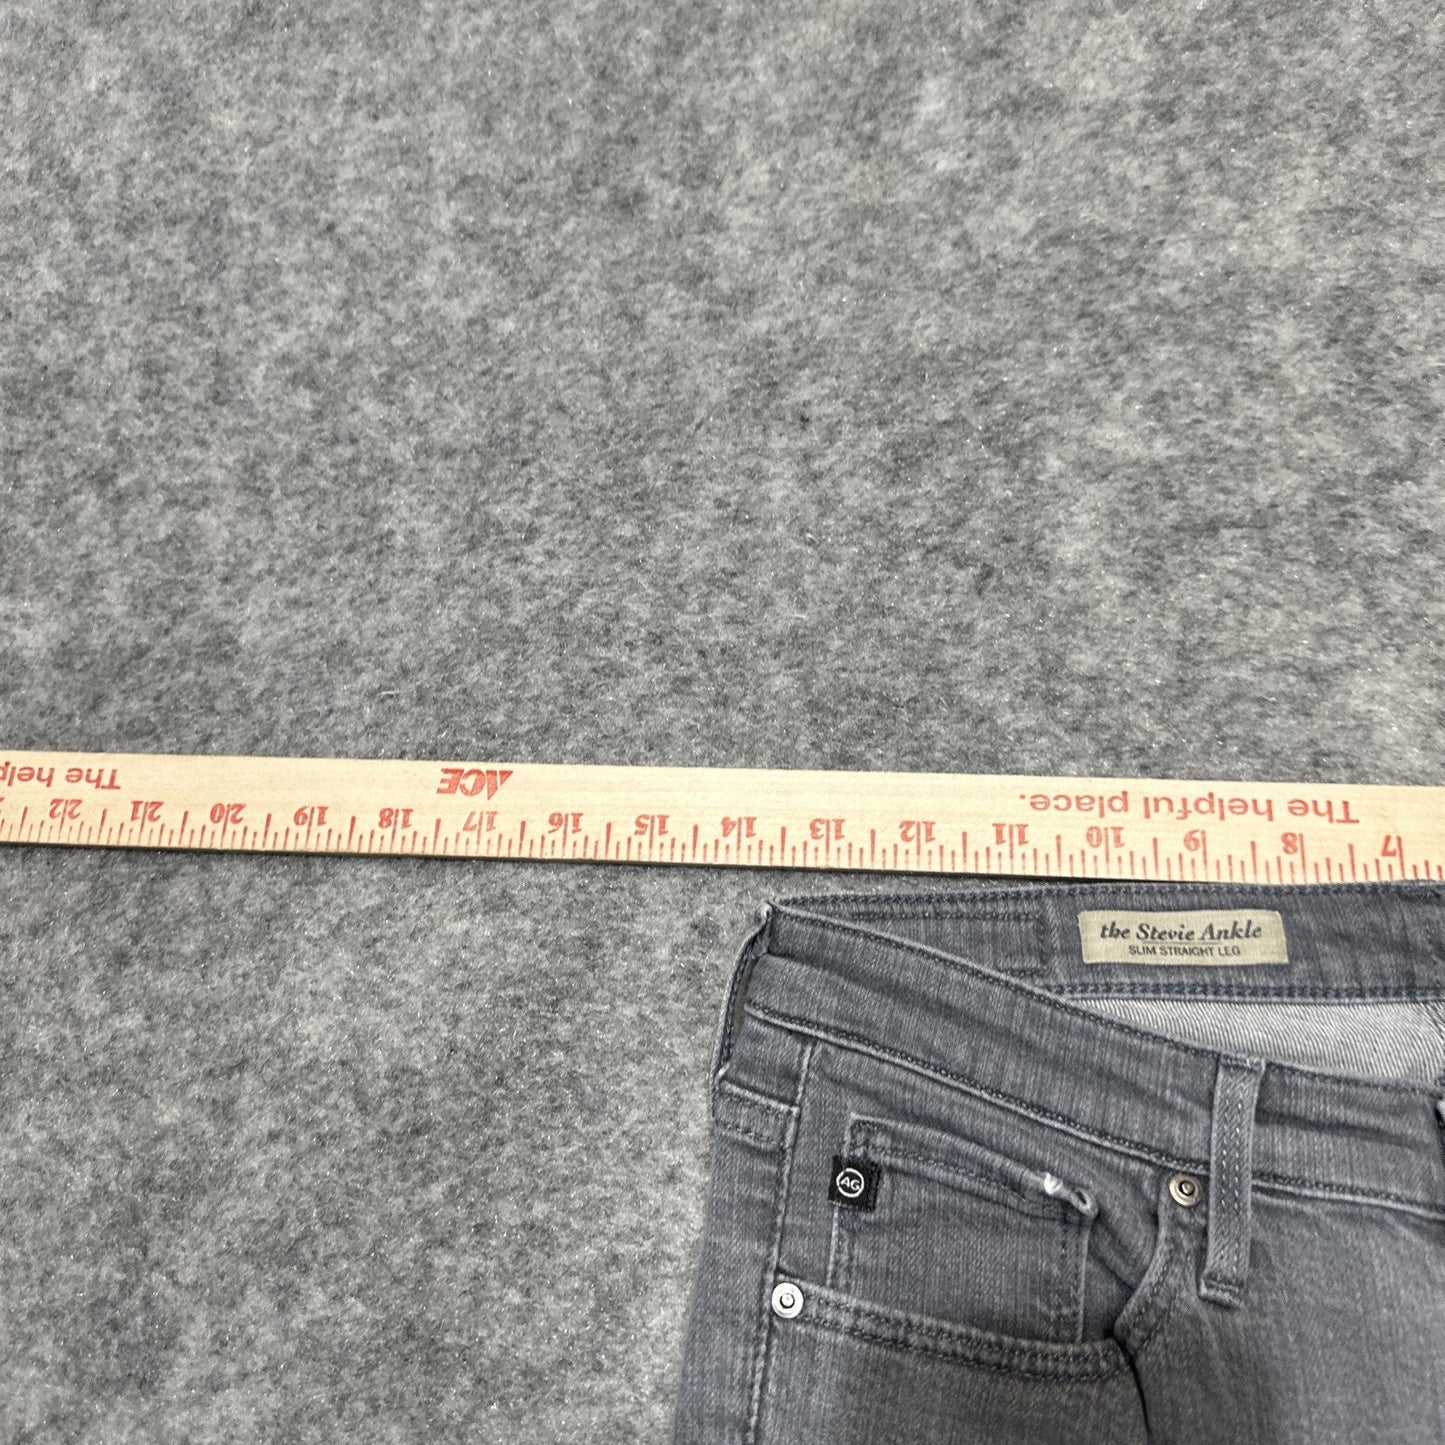 The help
ACE
The helpful place.
22 21 20 19 18 17 16 15 14 13 12 11 10 9 8 7
the Stevie Ankle
SLIM STRAIGHT LEG
AG